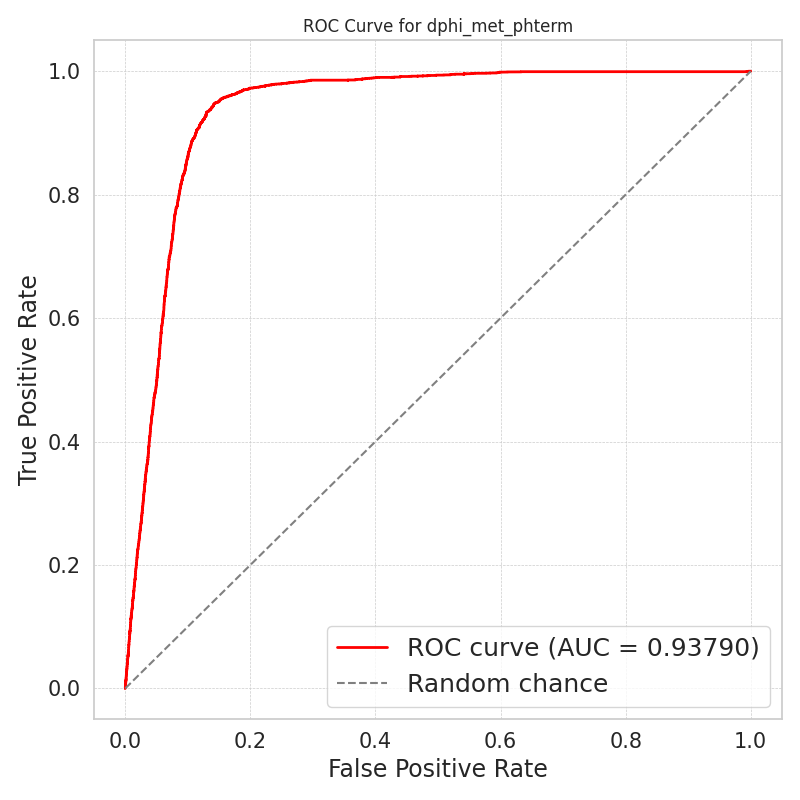 ROC Curve for dphi_met_phterm
True Positive Rate
1.0
0.8
0.6
0.4
0.2
0.0
ROC curve (AUC = 0.93790)
Random chance
0.0 0.2 0.4 0.6 0.8 1.0
False Positive Rate